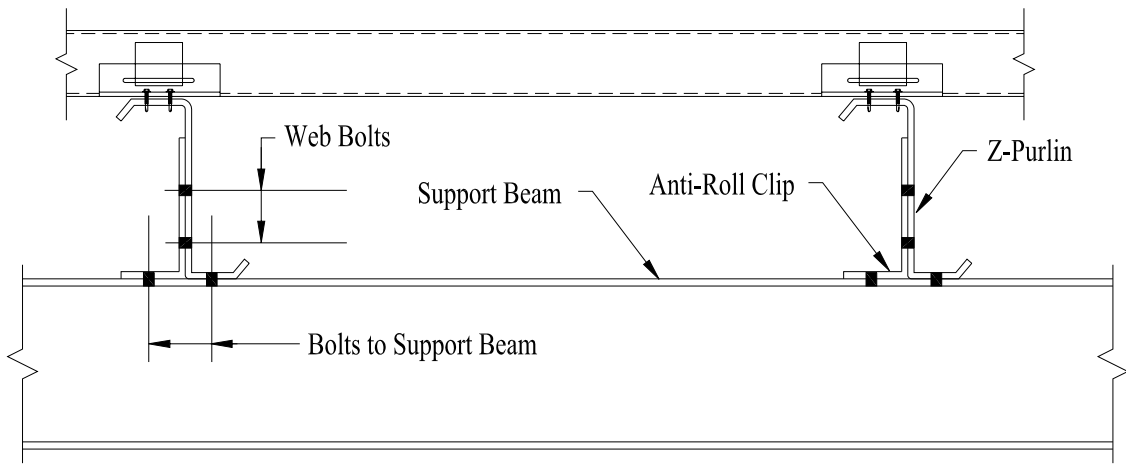 Web Bolts
Z-Purlin
Anti-Roll Clip
Support Beam
Bolts to Support Beam